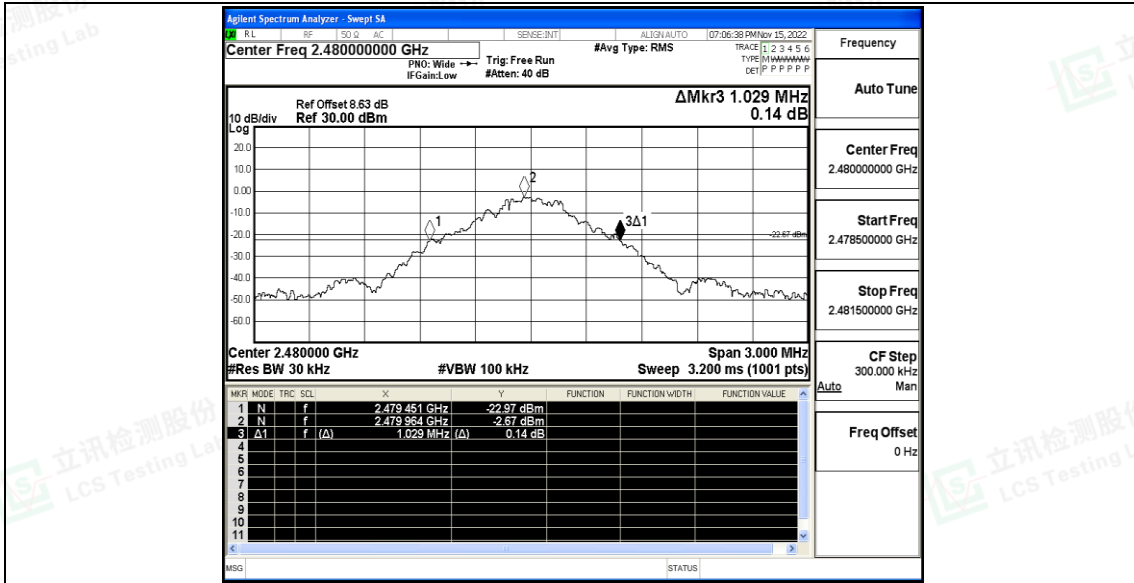 Agilent Spectrum Analyzer - Swept SA
RL RF 50 Ω AC SENSE:INT ALIGNAUTO 07:06:38 PMNov 15, 2022
Center Freq 2.480000000 GHz
PNO: Wide
IFGain:Low
Trig: Free Run
#Atten: 40 dB
#Avg Type: RMS
TRACE 1 2 3 4 5 6
TYPE MWWWWW
DET P P P P P P
Frequency
Auto Tune
Center Freq
2.480000000 GHz
Start Freq
2.478500000 GHz
Stop Freq
2.481500000 GHz
CF Step
300.000 kHz
Auto Man
Freq Offset
0 Hz
ΔMkr3 1.029 MHz
0.14 dB
Ref Offset 8.63 dB
10 dB/div Ref 30.00 dBm
Log
20.0
10.0
0.00
-10.0
-20.0
-30.0
-40.0
-50.0
-60.0
1
2
3Δ1
-22.67 dBm
Center 2.480000 GHz Span 3.000 MHz
#Res BW 30 kHz #VBW 100 kHz Sweep 3.200 ms (1001 pts)
MKR MODE TRC SCL X Y FUNCTION FUNCTION WIDTH FUNCTION VALUE
1 N f 2.479 451 GHz -22.97 dBm
2 N f 2.479 964 GHz -2.67 dBm
3 Δ1 f (Δ) 1.029 MHz (Δ) 0.14 dB
4
5
6
7
8
9
10
11
MSG STATUS
立讯检测股份
LCS Testing Lab
立讯检测股份
LCS Testing L